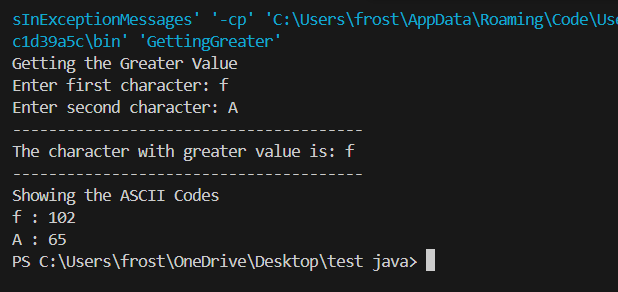 sInExceptionMessages' '-cp' 'C:\Users\frost\AppData\Roaming\Code\Use
c1d39a5c\bin' 'GettingGreater'
Getting the Greater Value
Enter first character: f
Enter second character: A
---------------------------------------
The character with greater value is: f
---------------------------------------
Showing the ASCII Codes
f : 102
A : 65
PS C:\Users\frost\OneDrive\Desktop\test java>